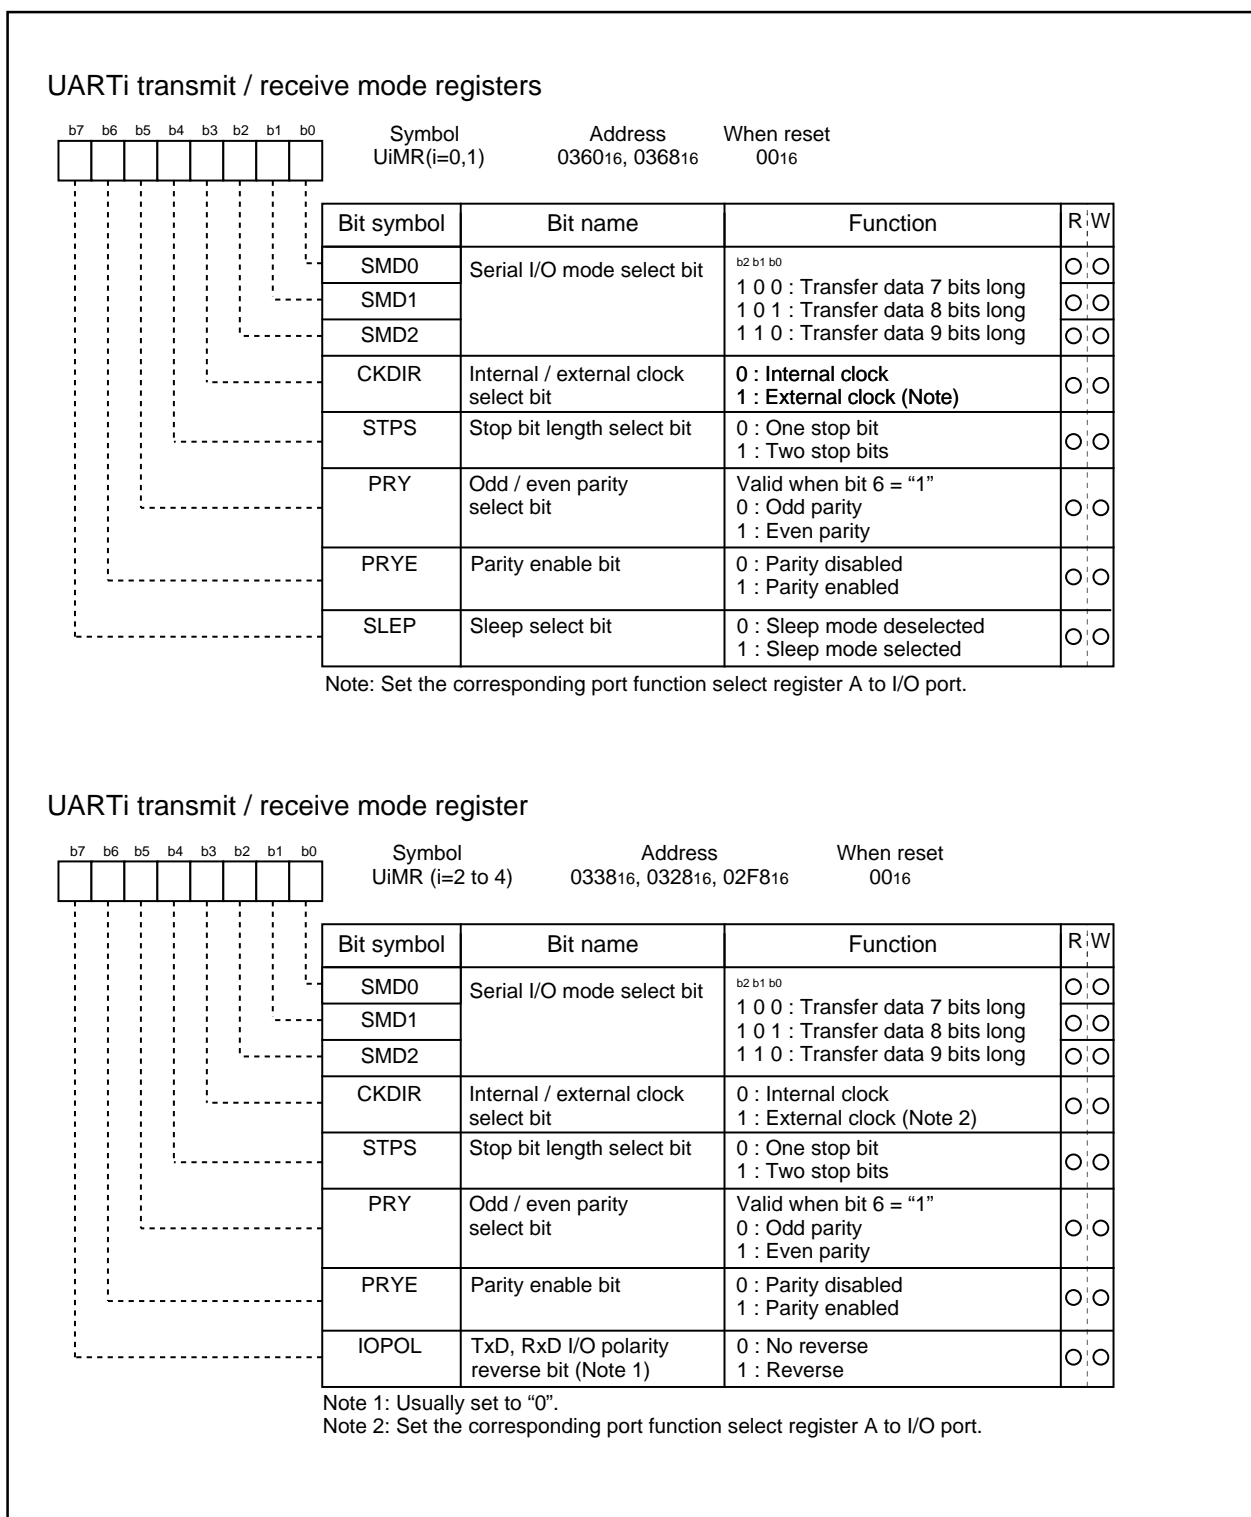 UARTi transmit / receive mode registers
b7 b6 b5 b4 b3 b2 b1 b0
Symbol Address When reset
UiMR(i=0,1) 036016, 036816 0016
Bit symbol Bit name Function R W
SMD0 Serial I/O mode select bit b2 b1 b0
1 0 0 : Transfer data 7 bits long
SMD1 1 0 1 : Transfer data 8 bits long
SMD2 1 1 0 : Transfer data 9 bits long
CKDIR Internal / external clock 0 : Internal clock
select bit 1 : External clock (Note)
STPS Stop bit length select bit 0 : One stop bit
1 : Two stop bits
PRY Odd / even parity Valid when bit 6 = “1”
select bit 0 : Odd parity
1 : Even parity
PRYE Parity enable bit 0 : Parity disabled
1 : Parity enabled
SLEP Sleep select bit 0 : Sleep mode deselected
1 : Sleep mode selected
Note: Set the corresponding port function select register A to I/O port.
UARTi transmit / receive mode register
b7 b6 b5 b4 b3 b2 b1 b0
Symbol Address When reset
UiMR (i=2 to 4) 033816, 032816, 02F816 0016
Bit symbol Bit name Function R W
SMD0 Serial I/O mode select bit b2 b1 b0
1 0 0 : Transfer data 7 bits long
SMD1 1 0 1 : Transfer data 8 bits long
SMD2 1 1 0 : Transfer data 9 bits long
CKDIR Internal / external clock 0 : Internal clock
select bit 1 : External clock (Note 2)
STPS Stop bit length select bit 0 : One stop bit
1 : Two stop bits
PRY Odd / even parity Valid when bit 6 = “1”
select bit 0 : Odd parity
1 : Even parity
PRYE Parity enable bit 0 : Parity disabled
1 : Parity enabled
IOPOL TxD, RxD I/O polarity 0 : No reverse
reverse bit (Note 1) 1 : Reverse
Note 1: Usually set to “0”.
Note 2: Set the corresponding port function select register A to I/O port.